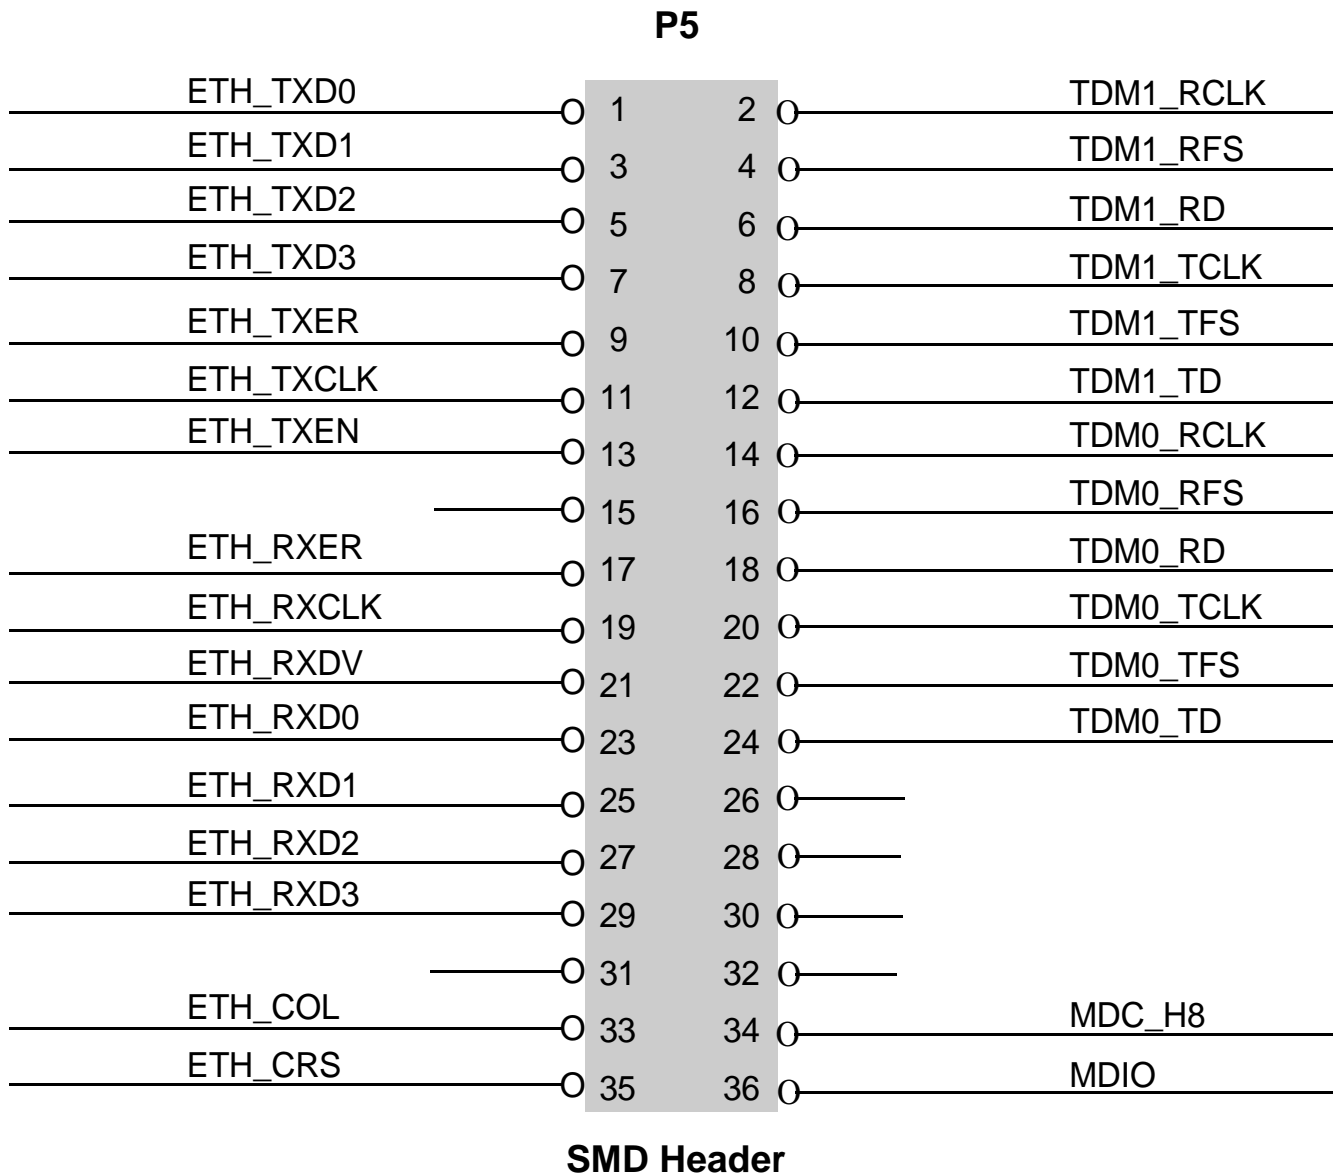 P5
ETH_TXD0 1 2 TDM1_RCLK
ETH_TXD1 3 4 TDM1_RFS
ETH_TXD2 5 6 TDM1_RD
ETH_TXD3 7 8 TDM1_TCLK
ETH_TXER 9 10 TDM1_TFS
ETH_TXCLK 11 12 TDM1_TD
ETH_TXEN 13 14 TDM0_RCLK
15 16 TDM0_RFS
ETH_RXER 17 18 TDM0_RD
ETH_RXCLK 19 20 TDM0_TCLK
ETH_RXDV 21 22 TDM0_TFS
ETH_RXD0 23 24 TDM0_TD
ETH_RXD1 25 26
ETH_RXD2 27 28
ETH_RXD3 29 30
31 32
ETH_COL 33 34 MDC_H8
ETH_CRS 35 36 MDIO
SMD Header